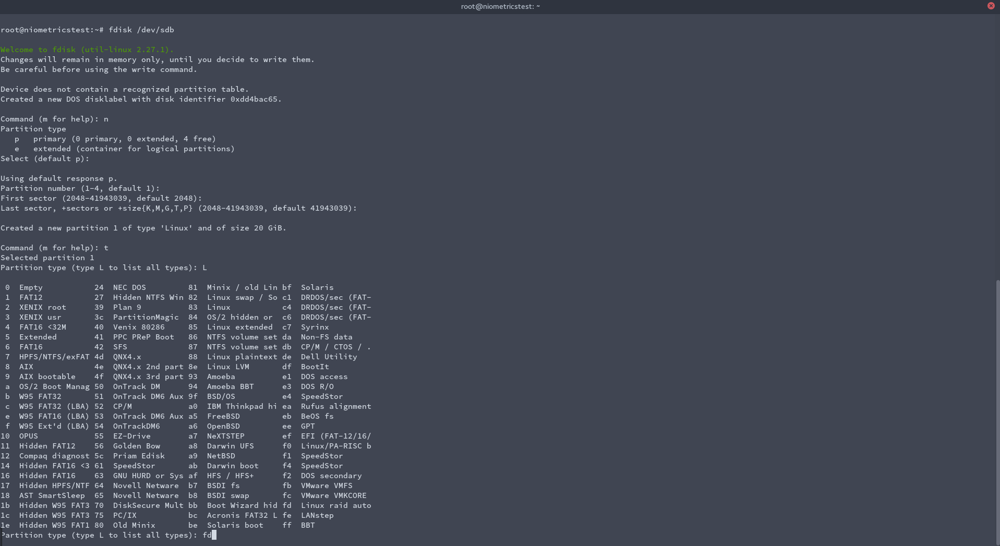 root@niometricstest: ~
root@niometricstest:~# fdisk /dev/sdb
Welcome to fdisk (util-linux 2.27.1).
Changes will remain in memory only, until you decide to write them.
Be careful before using the write command.
Device does not contain a recognized partition table.
Created a new DOS disklabel with disk identifier 0xdd4bac65.
Command (m for help): n
Partition type
   p   primary (0 primary, 0 extended, 4 free)
   e   extended (container for logical partitions)
Select (default p):
Using default response p.
Partition number (1-4, default 1):
First sector (2048-41943039, default 2048):
Last sector, +sectors or +size{K,M,G,T,P} (2048-41943039, default 41943039):
Created a new partition 1 of type 'Linux' and of size 20 GiB.
Command (m for help): t
Selected partition 1
Partition type (type L to list all types): L
 0  Empty           24  NEC DOS         81  Minix / old Lin bf  Solaris
 1  FAT12           27  Hidden NTFS Win 82  Linux swap / So c1  DRDOS/sec (FAT-
 2  XENIX root      39  Plan 9          83  Linux           c4  DRDOS/sec (FAT-
 3  XENIX usr       3c  PartitionMagic  84  OS/2 hidden or  c6  DRDOS/sec (FAT-
 4  FAT16 <32M      40  Venix 80286     85  Linux extended  c7  Syrinx
 5  Extended        41  PPC PReP Boot   86  NTFS volume set da  Non-FS data
 6  FAT16           42  SFS             87  NTFS volume set db  CP/M / CTOS / .
 7  HPFS/NTFS/exFAT 4d  QNX4.x          88  Linux plaintext de  Dell Utility
 8  AIX             4e  QNX4.x 2nd part 8e  Linux LVM       df  BootIt
 9  AIX bootable    4f  QNX4.x 3rd part 93  Amoeba          e1  DOS access
 a  OS/2 Boot Manag 50  OnTrack DM      94  Amoeba BBT      e3  DOS R/O
 b  W95 FAT32       51  OnTrack DM6 Aux 9f  BSD/OS          e4  SpeedStor
 c  W95 FAT32 (LBA) 52  CP/M            a0  IBM Thinkpad hi ea  Rufus alignment
 e  W95 FAT16 (LBA) 53  OnTrack DM6 Aux a5  FreeBSD         eb  BeOS fs
 f  W95 Ext'd (LBA) 54  OnTrackDM6      a6  OpenBSD         ee  GPT
10  OPUS            55  EZ-Drive        a7  NeXTSTEP        ef  EFI (FAT-12/16/
11  Hidden FAT12    56  Golden Bow      a8  Darwin UFS      f0  Linux/PA-RISC b
12  Compaq diagnost 5c  Priam Edisk     a9  NetBSD          f1  SpeedStor
14  Hidden FAT16 <3 61  SpeedStor       ab  Darwin boot     f4  SpeedStor
16  Hidden FAT16    63  GNU HURD or Sys af  HFS / HFS+      f2  DOS secondary
17  Hidden HPFS/NTF 64  Novell Netware  b7  BSDI fs         fb  VMware VMFS
18  AST SmartSleep  65  Novell Netware  b8  BSDI swap       fc  VMware VMKCORE
1b  Hidden W95 FAT3 70  DiskSecure Mult bb  Boot Wizard hid fd  Linux raid auto
1c  Hidden W95 FAT3 75  PC/IX           bc  Acronis FAT32 L fe  LANstep
1e  Hidden W95 FAT1 80  Old Minix       be  Solaris boot    ff  BBT
Partition type (type L to list all types): fd